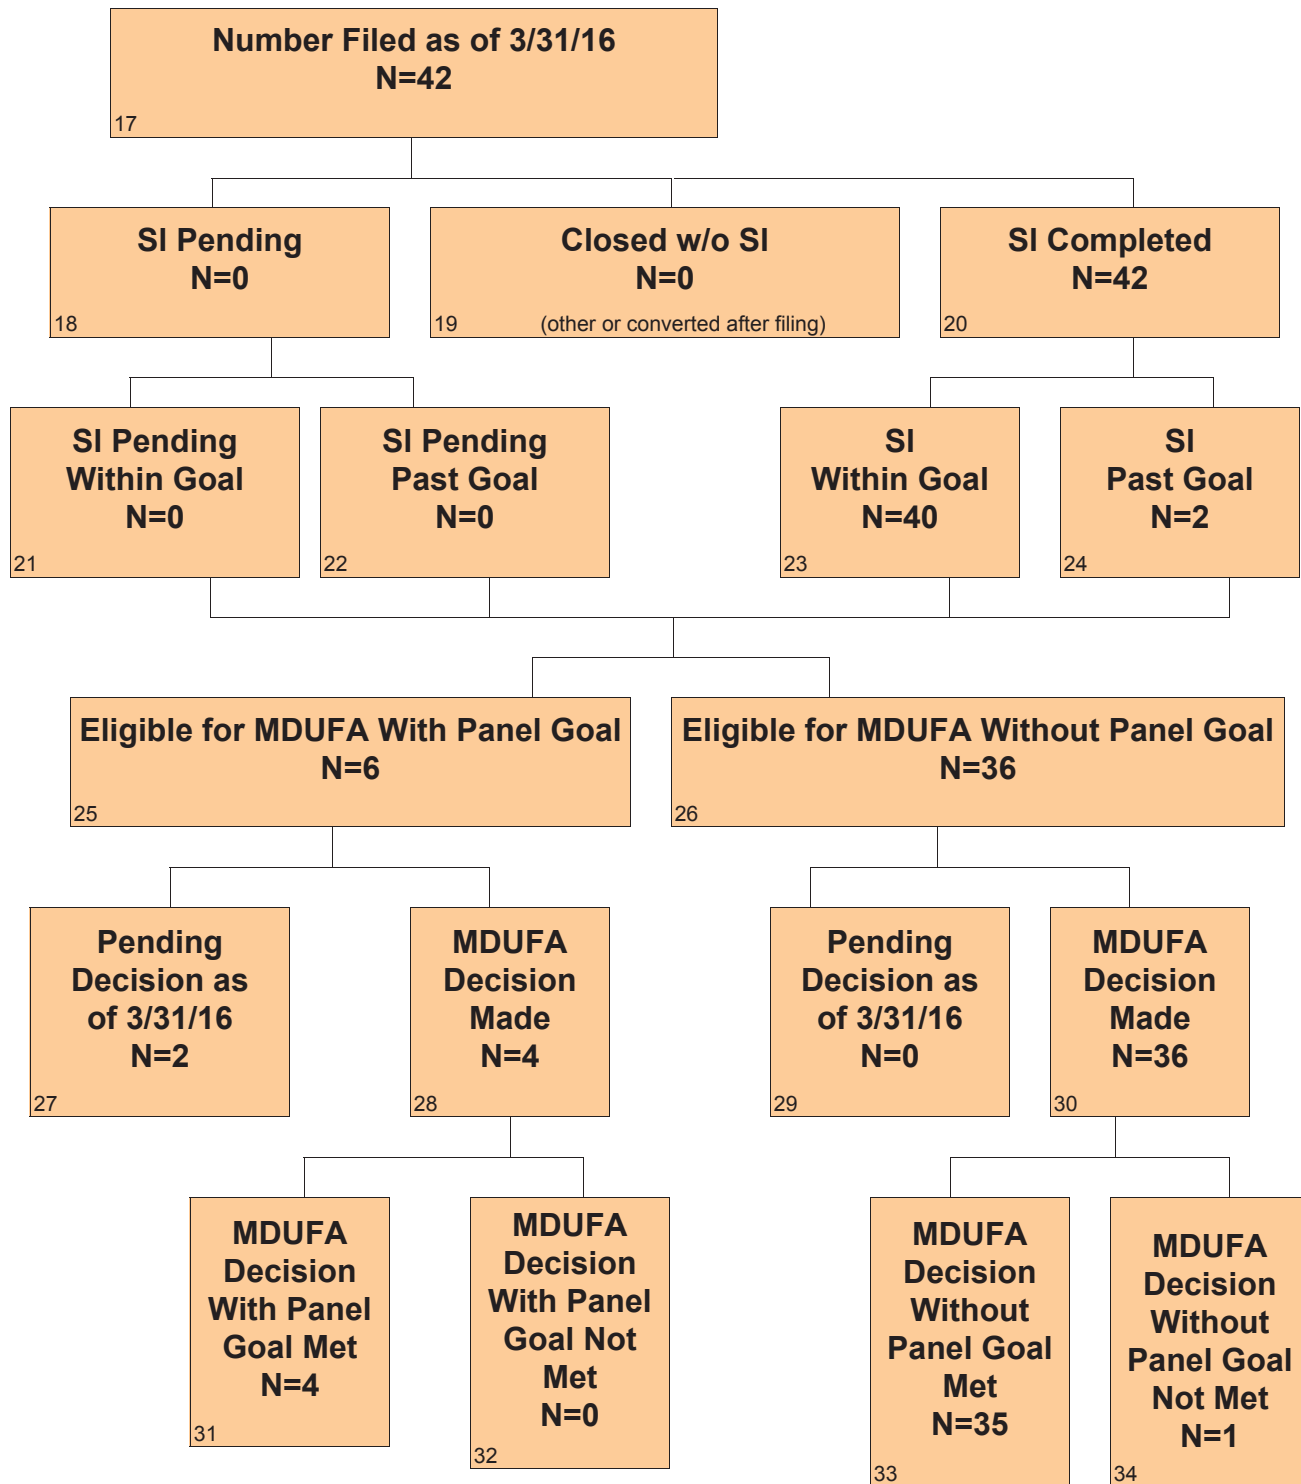 Number Filed as of 3/31/16
N=42
17
SI Pending
N=0
18
Closed w/o SI
N=0
19
(other or converted after filing)
SI Completed
N=42
20
SI Pending
Within Goal
N=0
21
SI Pending
Past Goal
N=0
22
SI
Within Goal
N=40
23
SI
Past Goal
N=2
24
Eligible for MDUFA With Panel Goal
N=6
25
Eligible for MDUFA Without Panel Goal
N=36
26
Pending
Decision as
of 3/31/16
N=2
27
MDUFA
Decision
Made
N=4
28
Pending
Decision as
of 3/31/16
N=0
29
MDUFA
Decision
Made
N=36
30
MDUFA
Decision
With Panel
Goal Met
N=4
31
MDUFA
Decision
With Panel
Goal Not
Met
N=0
32
MDUFA
Decision
Without
Panel Goal
Met
N=35
33
MDUFA
Decision
Without
Panel Goal
Not Met
N=1
34